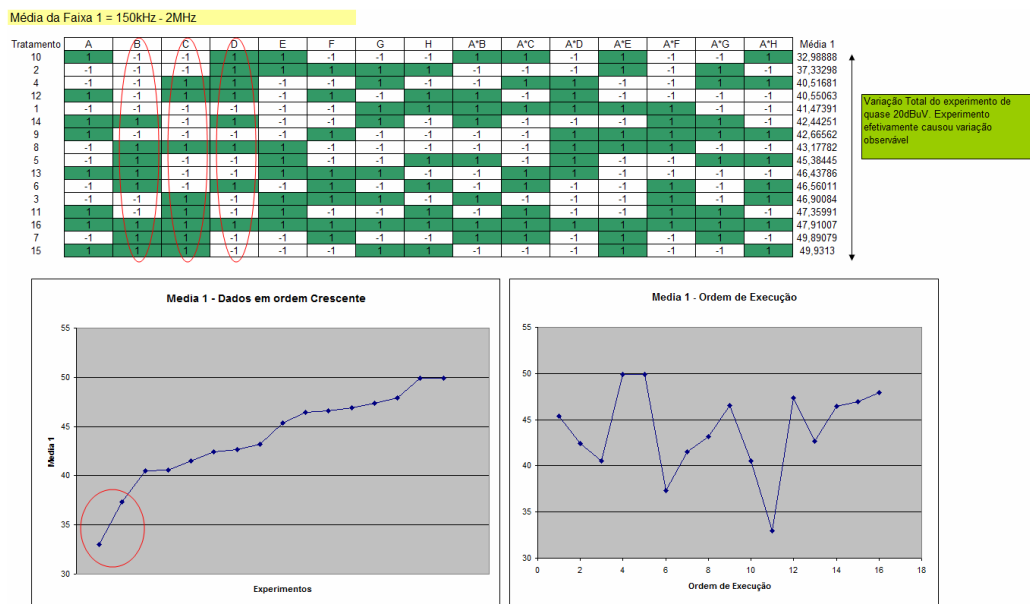 Média da Faixa 1 = 150kHz - 2MHz
Tratamento A B C D E F G H A*B A*C A*D A*E A*F A*G A*H Média 1
10 1 -1 -1 1 1 -1 -1 -1 1 1 -1 1 -1 -1 1 32,98888
2 -1 -1 -1 1 1 1 1 1 -1 -1 -1 1 -1 1 -1 37,33298
4 -1 -1 1 1 -1 -1 1 -1 -1 1 1 -1 -1 1 1 40,51681
12 1 -1 1 1 -1 1 -1 1 1 -1 1 -1 -1 -1 -1 40,55063
1 -1 -1 -1 -1 -1 -1 1 1 1 1 1 1 1 -1 -1 41,47391
14 1 1 -1 1 -1 -1 1 -1 1 -1 -1 -1 1 1 -1 42,44251
9 1 -1 -1 -1 -1 1 -1 -1 -1 -1 1 1 1 1 1 42,66562
8 -1 1 1 1 1 -1 -1 -1 -1 -1 1 1 1 -1 -1 43,17782
5 -1 1 -1 -1 1 -1 -1 1 1 -1 1 -1 -1 1 1 45,38445
13 1 1 -1 -1 1 1 1 -1 -1 1 1 -1 -1 -1 -1 46,43786
6 -1 1 -1 1 -1 1 -1 1 -1 1 -1 -1 1 -1 1 46,56011
3 -1 -1 1 -1 1 1 1 -1 1 -1 -1 -1 1 -1 1 46,90084
11 1 -1 1 -1 1 -1 -1 1 -1 1 -1 -1 1 1 -1 47,35991
16 1 1 1 1 1 1 1 1 1 1 1 1 1 1 1 47,91007
7 -1 1 1 -1 -1 1 -1 -1 1 1 -1 1 -1 1 -1 49,89079
15 1 1 1 -1 -1 -1 1 1 -1 -1 -1 1 -1 -1 1 49,9313
Variação Total do experimento de
quase 20dBuV. Experimento
efetivamente causou variação
observável
Media 1 - Dados em ordem Crescente
55
50
45
40
35
30
Media 1
Experimentos
Media 1 - Ordem de Execução
55
50
45
40
35
30
0 2 4 6 8 10 12 14 16 18
Ordem de Execução